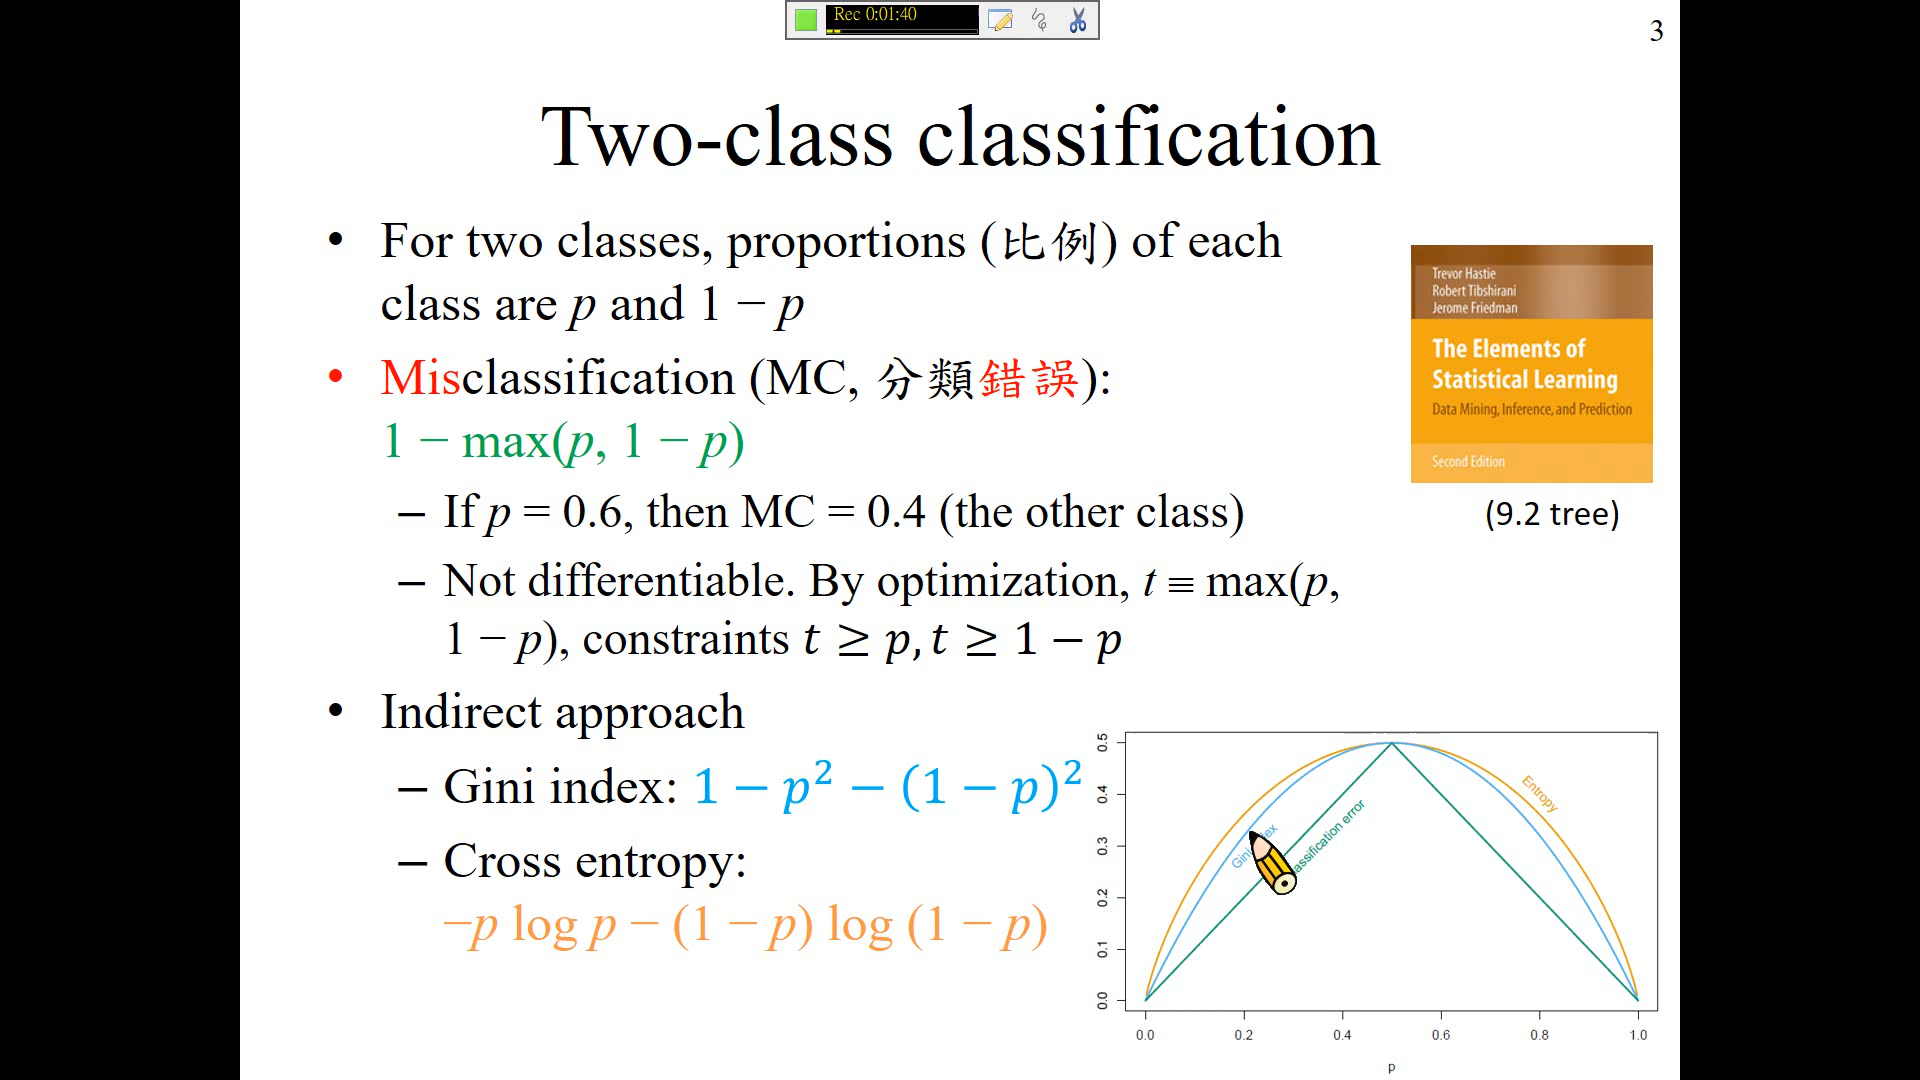 Rec 0:01:40
3
Two-class classification
• For two classes, proportions (比例) of each
class are p and 1 − p
• Misclassification (MC, 分類錯誤):
1 − max(p, 1 − p)
– If p = 0.6, then MC = 0.4 (the other class)
– Not differentiable. By optimization, t ≡ max(p,
1 − p), constraints t ≥ p, t ≥ 1 − p
• Indirect approach
– Gini index: 1 − p² − (1 − p)²
– Cross entropy:
−p log p − (1 − p) log (1 − p)
Trevor Hastie
Robert Tibshirani
Jerome Friedman
The Elements of
Statistical Learning
Data Mining, Inference, and Prediction
Second Edition
(9.2 tree)
0.5
0.4
0.3
0.2
0.1
0.0
Entropy
0.0 0.2 0.4 0.6 0.8 1.0
p